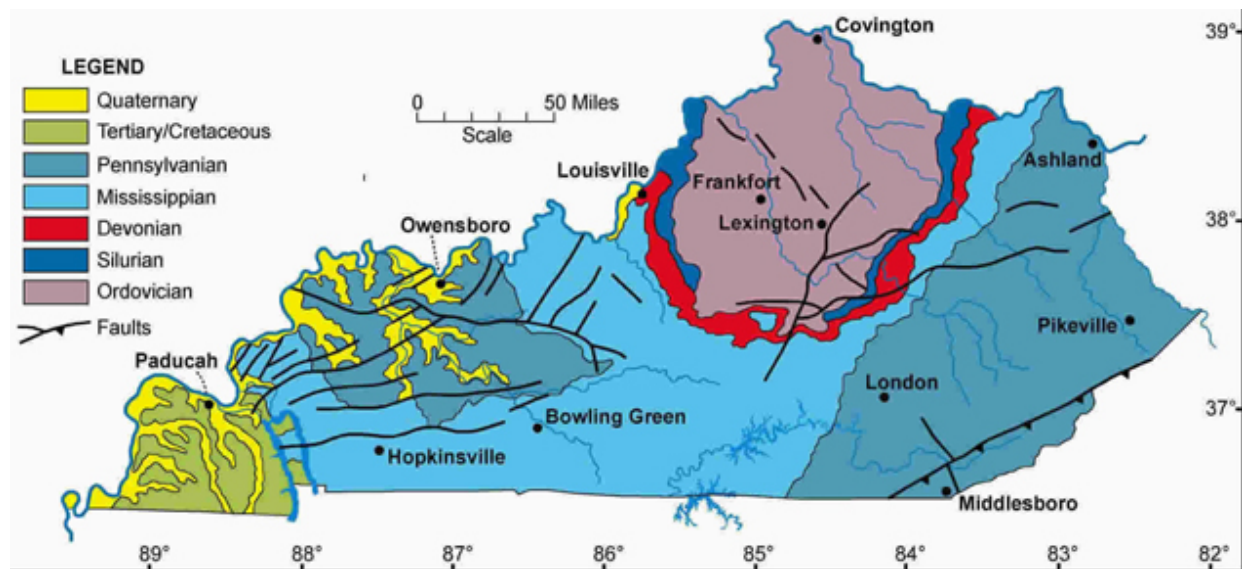 LEGEND
Quaternary
Tertiary/Cretaceous
Pennsylvanian
Mississippian
Devonian
Silurian
Ordovician
Faults
0 50 Miles
Scale
Covington
39°
Ashland
Louisville
Frankfort
Lexington
38°
Owensboro
Pikeville
Paducah
London
37°
Bowling Green
Hopkinsville
Middlesboro
89° 88° 87° 86° 85° 84° 83° 82°